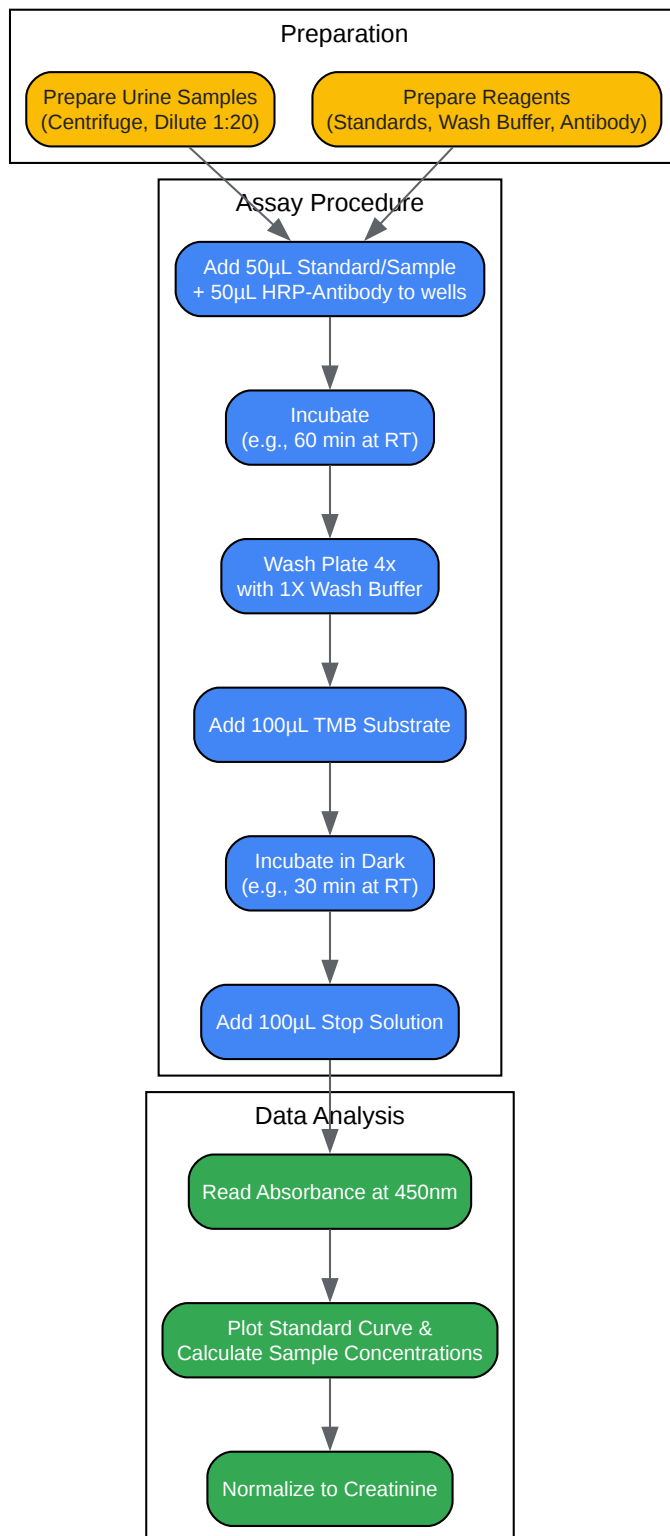 Preparation
Prepare Urine Samples
(Centrifuge, Dilute 1:20)
Prepare Reagents
(Standards, Wash Buffer, Antibody)
Assay Procedure
Add 50µL Standard/Sample
+ 50µL HRP-Antibody to wells
Incubate
(e.g., 60 min at RT)
Wash Plate 4x
with 1X Wash Buffer
Add 100µL TMB Substrate
Incubate in Dark
(e.g., 30 min at RT)
Add 100µL Stop Solution
Data Analysis
Read Absorbance at 450nm
Plot Standard Curve &
Calculate Sample Concentrations
Normalize to Creatinine